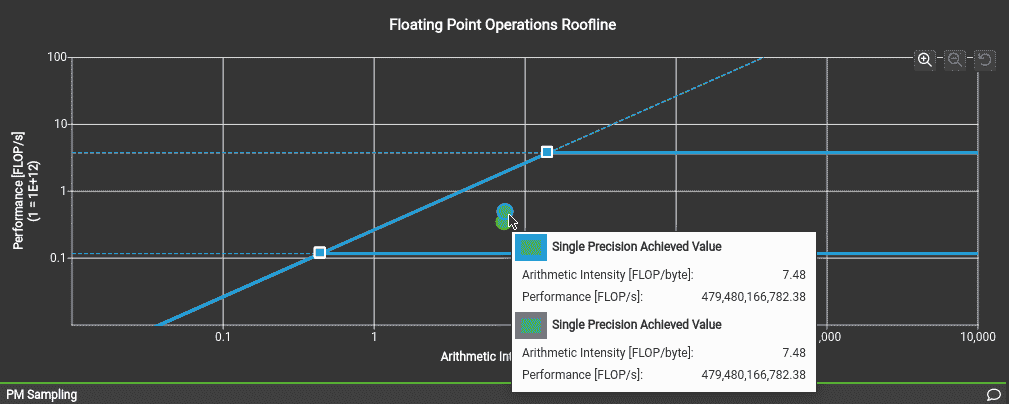 Floating Point Operations Roofline
100
10
1
0.1
Performance [FLOP/s]
(1 = 1E+12)
Single Precision Achieved Value
Arithmetic Intensity [FLOP/byte]: 7.48
Performance [FLOP/s]: 479,480,166,782.38
Single Precision Achieved Value
Arithmetic Intensity [FLOP/byte]: 7.48
Performance [FLOP/s]: 479,480,166,782.38
0.1 1 ,000 10,000
Arithmetic Int
PM Sampling